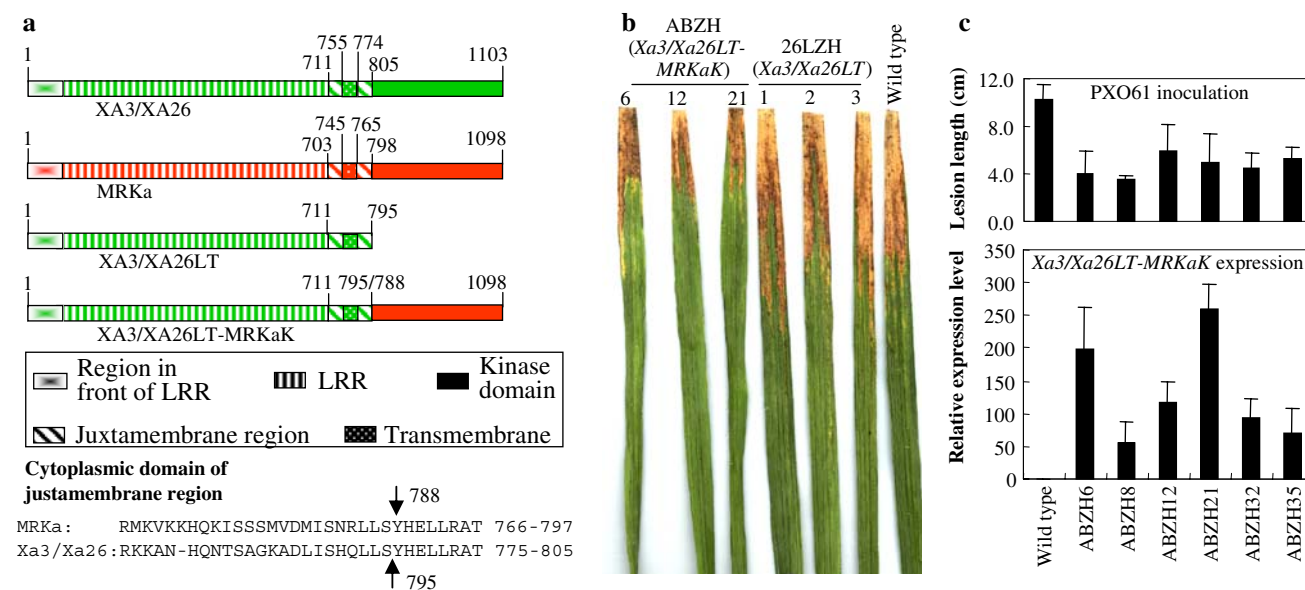 a
1
711
755
774
805
1103
XA3/XA26
1
703
745
765
798
1098
MRKa
1
711
795
XA3/XA26LT
1
711
795/788
1098
XA3/XA26LT-MRKaK
Region in
front of LRR
LRR
Kinase
domain
Juxtamembrane region
Transmembrane
Cytoplasmic domain of
justamembrane region
788
MRKa: RMKVKKHQKISSSMVDMISNRLLSYHELLRAT 766-797
Xa3/Xa26:RKKAN-HQNTSAGKADLISHQLLSYHELLRAT 775-805
795
b
ABZH
(Xa3/Xa26LT-
MRKaK)
26LZH
(Xa3/Xa26LT)
Wild type
6 12 21 1 2 3
c
Lesion length (cm)
12.0
8.0
4.0
0.0
PXO61 inoculation
Relative expression level
350
300
250
200
150
100
50
0
Xa3/Xa26LT-MRKaK expression
Wild type
ABZH6
ABZH8
ABZH12
ABZH21
ABZH32
ABZH35